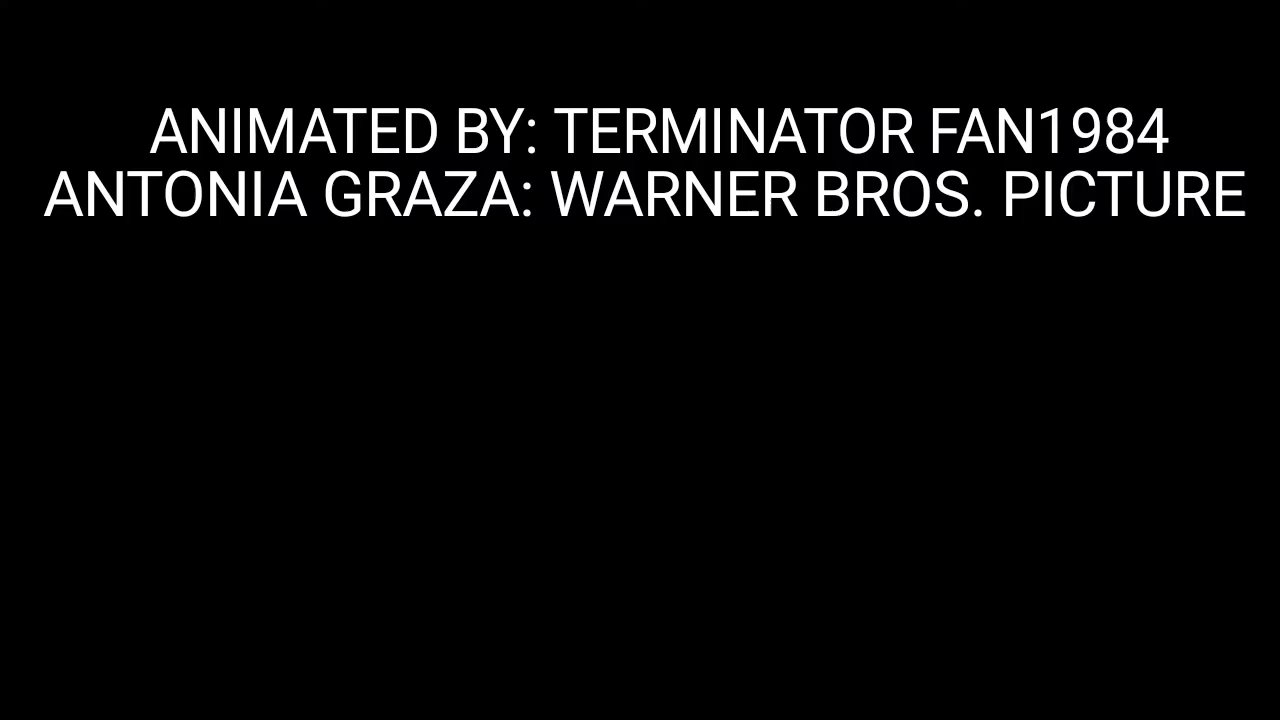 ANIMATED BY: TERMINATOR FAN1984
ANTONIA GRAZA: WARNER BROS. PICTURE